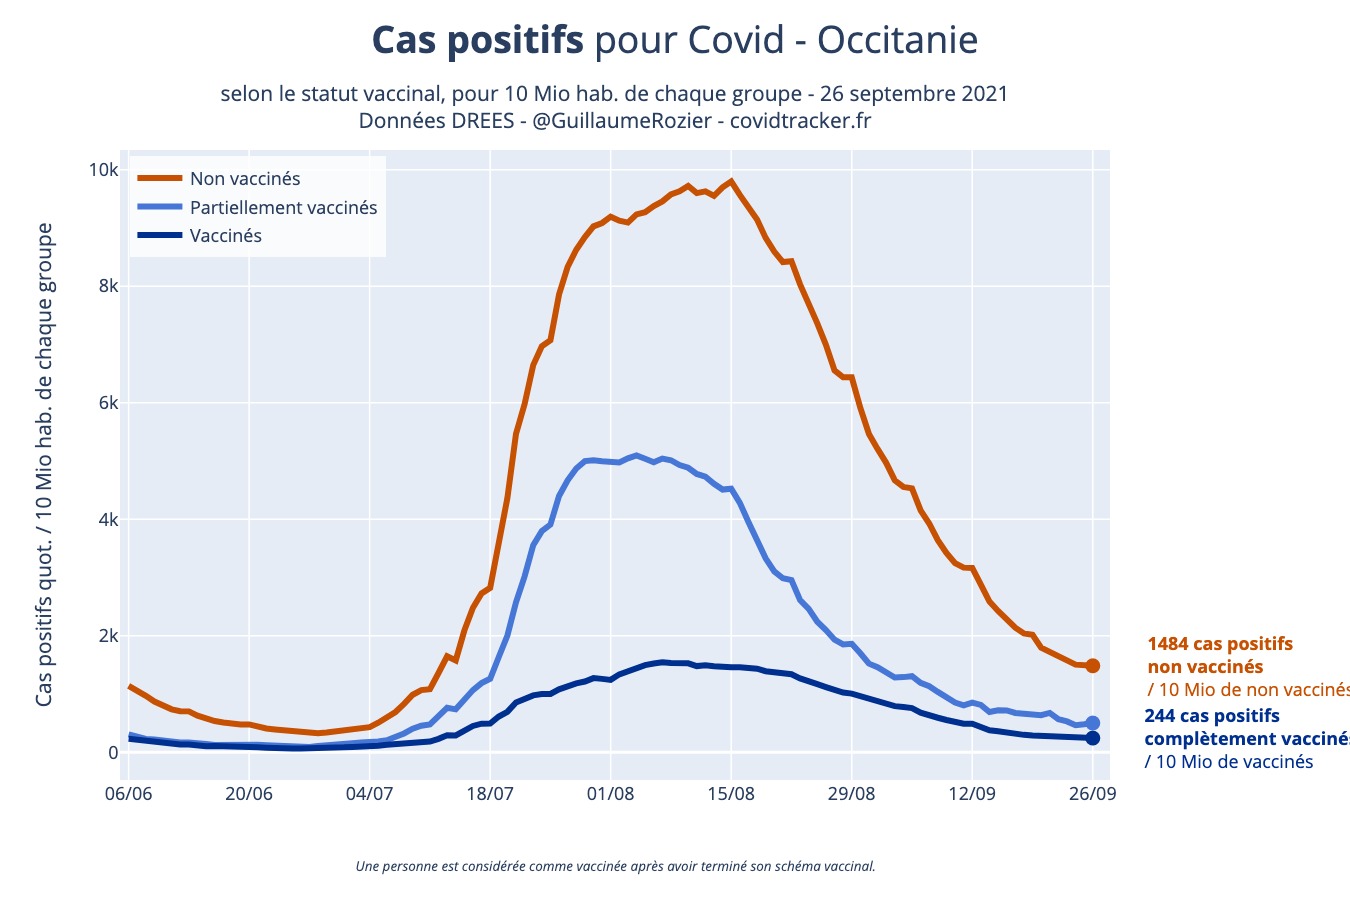 Cas positifs pour Covid - Occitanie
selon le statut vaccinal, pour 10 Mio hab. de chaque groupe - 26 septembre 2021
Données DREES - @GuillaumeRozier - covidtracker.fr
Non vaccinés
Partiellement vaccinés
Vaccinés
Cas positifs quot. / 10 Mio hab. de chaque groupe
10k
8k
6k
4k
2k
0
06/06
20/06
04/07
18/07
01/08
15/08
29/08
12/09
26/09
1484 cas positifs
non vaccinés
/ 10 Mio de non vaccinés
244 cas positifs
complètement vaccinés
/ 10 Mio de vaccinés
Une personne est considérée comme vaccinée après avoir terminé son schéma vaccinal.